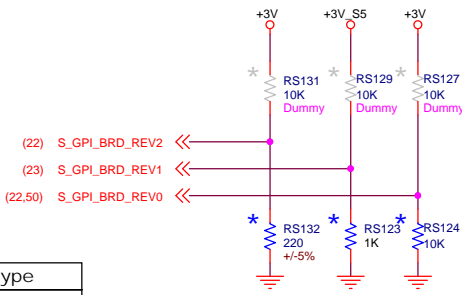 +3V +3V_S5 +3V
* RS131 * RS129 * RS127
10K 10K 10K
Dummy Dummy Dummy
(22) S_GPI_BRD_REV2
(23) S_GPI_BRD_REV1
(22,50) S_GPI_BRD_REV0
* RS132 * RS123 * RS124
220 1K 10K
+/-5%
ype